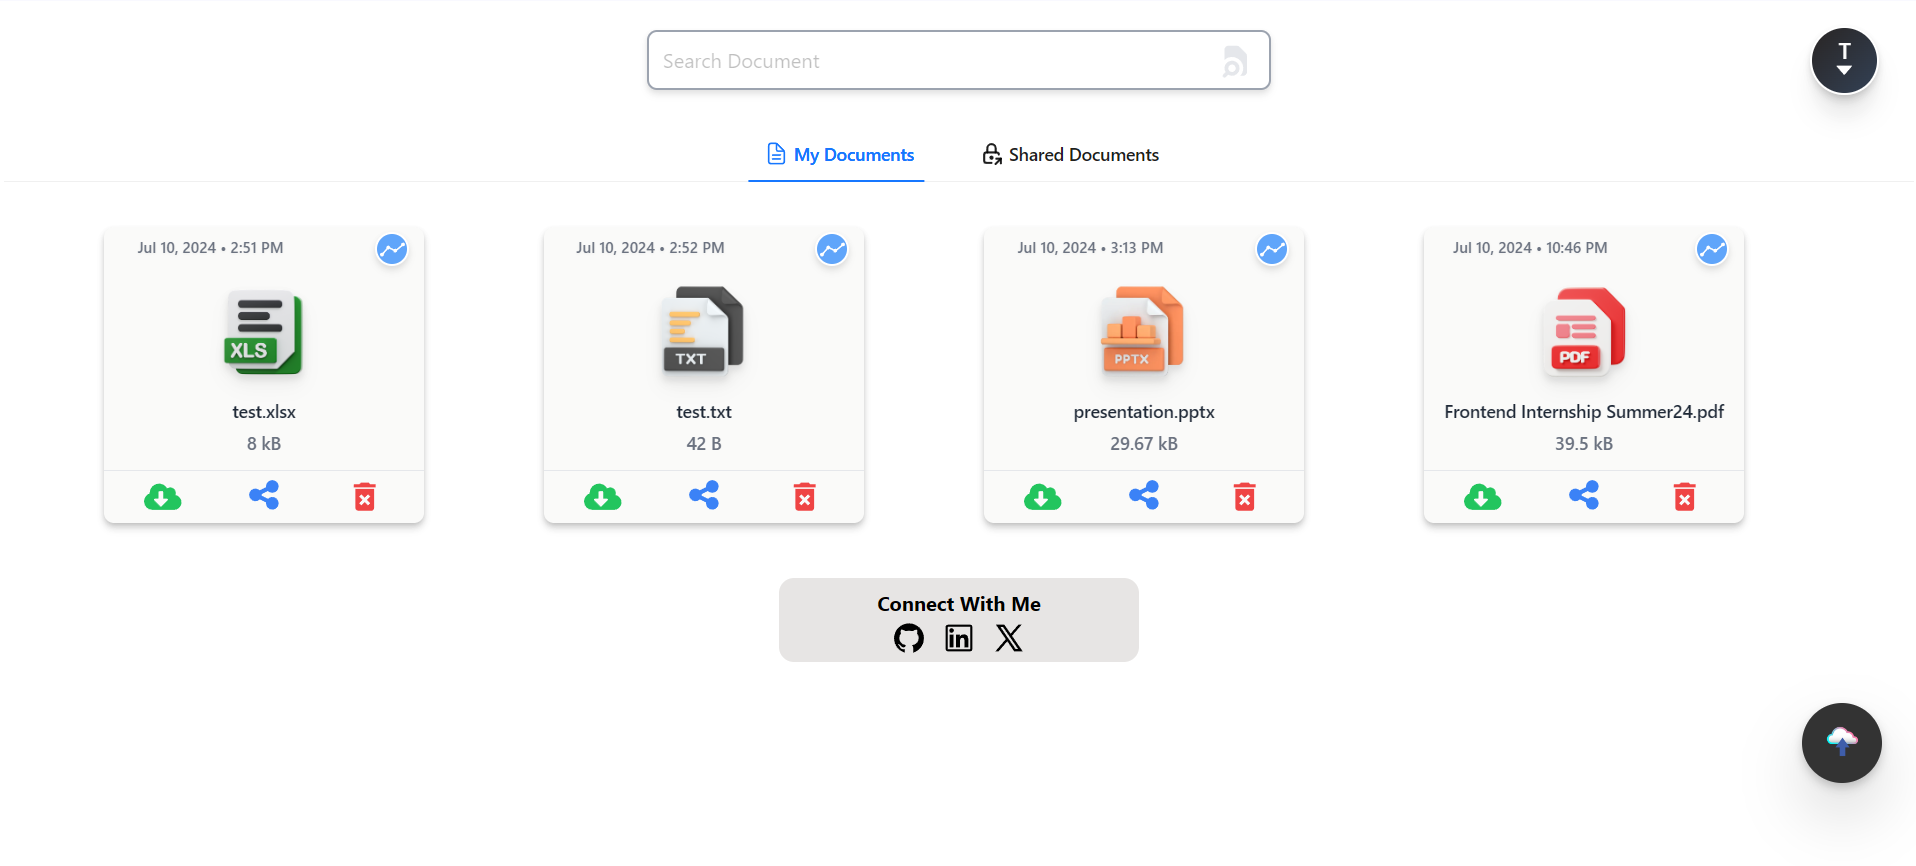 Search Document
T
My Documents
Shared Documents
Jul 10, 2024 • 2:51 PM
XLS
test.xlsx
8 kB
Jul 10, 2024 • 2:52 PM
TXT
test.txt
42 B
Jul 10, 2024 • 3:13 PM
PPTX
presentation.pptx
29.67 kB
Jul 10, 2024 • 10:46 PM
PDF
Frontend Internship Summer24.pdf
39.5 kB
Connect With Me
in
X